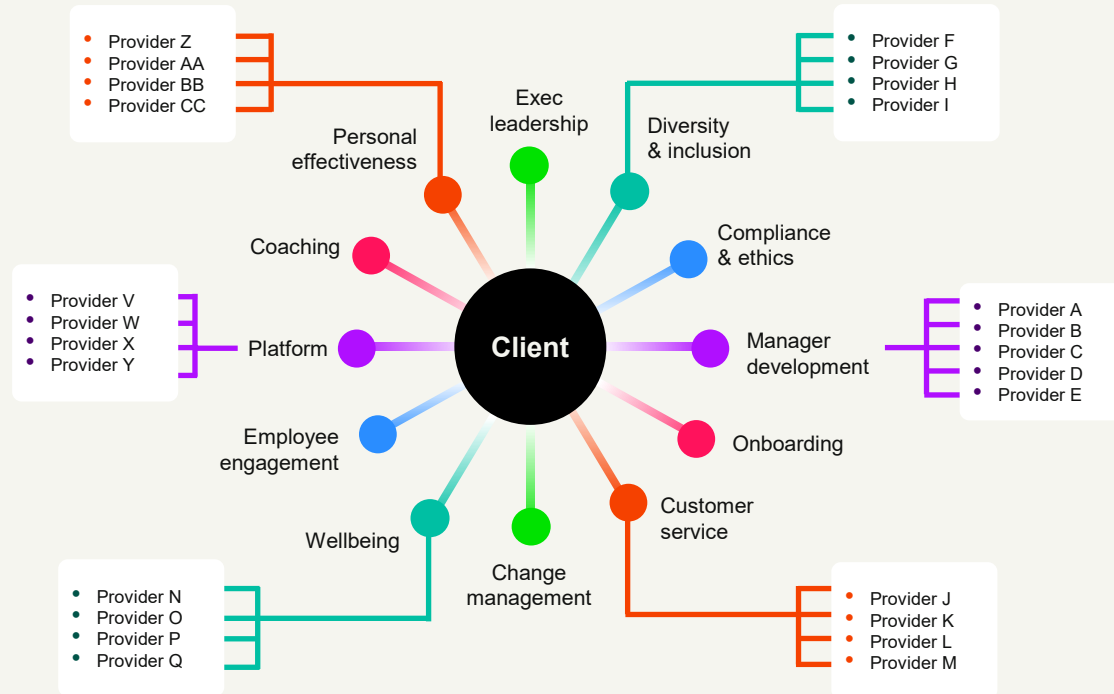 Provider Z
Provider AA
Provider BB
Provider CC
Provider F
Provider G
Provider H
Provider I
Exec
leadership
Diversity
& inclusion
Personal
effectiveness
Coaching
Compliance
& ethics
Provider V
Provider W
Provider X
Provider Y
Platform
Client
Manager
development
Provider A
Provider B
Provider C
Provider D
Provider E
Employee
engagement
Onboarding
Wellbeing
Customer
service
Change
management
Provider N
Provider O
Provider P
Provider Q
Provider J
Provider K
Provider L
Provider M